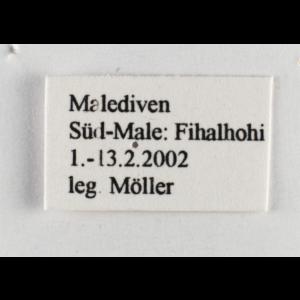 Malediven
Süd-Male: Fihalhohi
1.-13.2.2002
leg. Möller